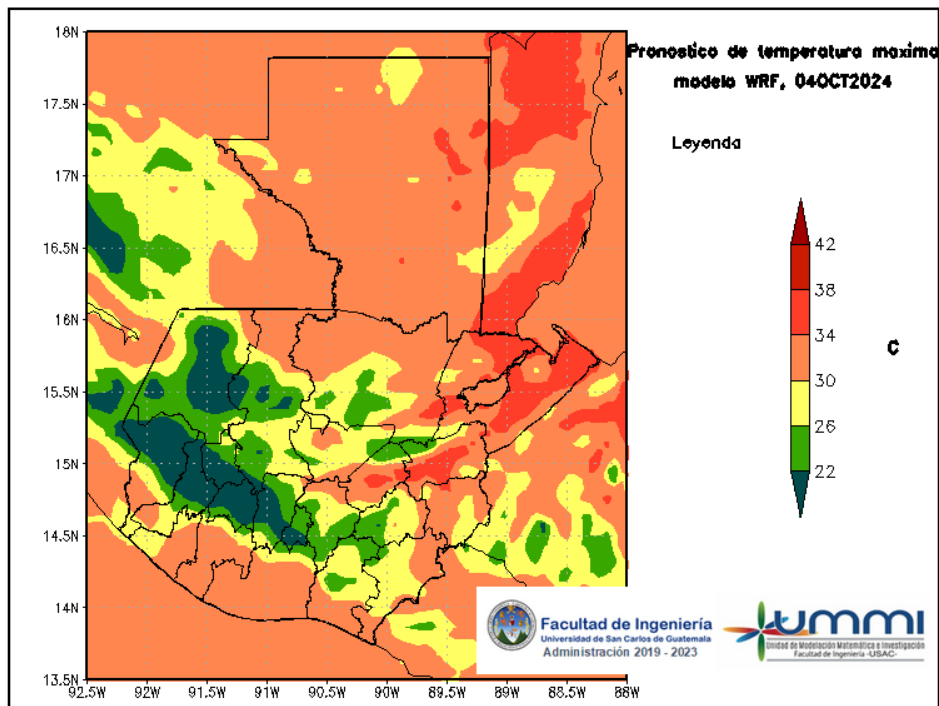 Pronostico de temperatura maxima
modelo WRF, 04OCT2024
Leyenda
18N
17.5N
17N
16.5N
16N
15.5N
15N
14.5N
14N
13.5N
92.5W
92W
91.5W
91W
90.5W
90W
89.5W
89W
88.5W
88W
42
38
34
30
26
22
C
Facultad de Ingeniería
Universidad de San Carlos de Guatemala
Administración 2019 - 2023
ummi
Unidad de Modelación Matemática e Investigación
Facultad de Ingeniería -USAC-